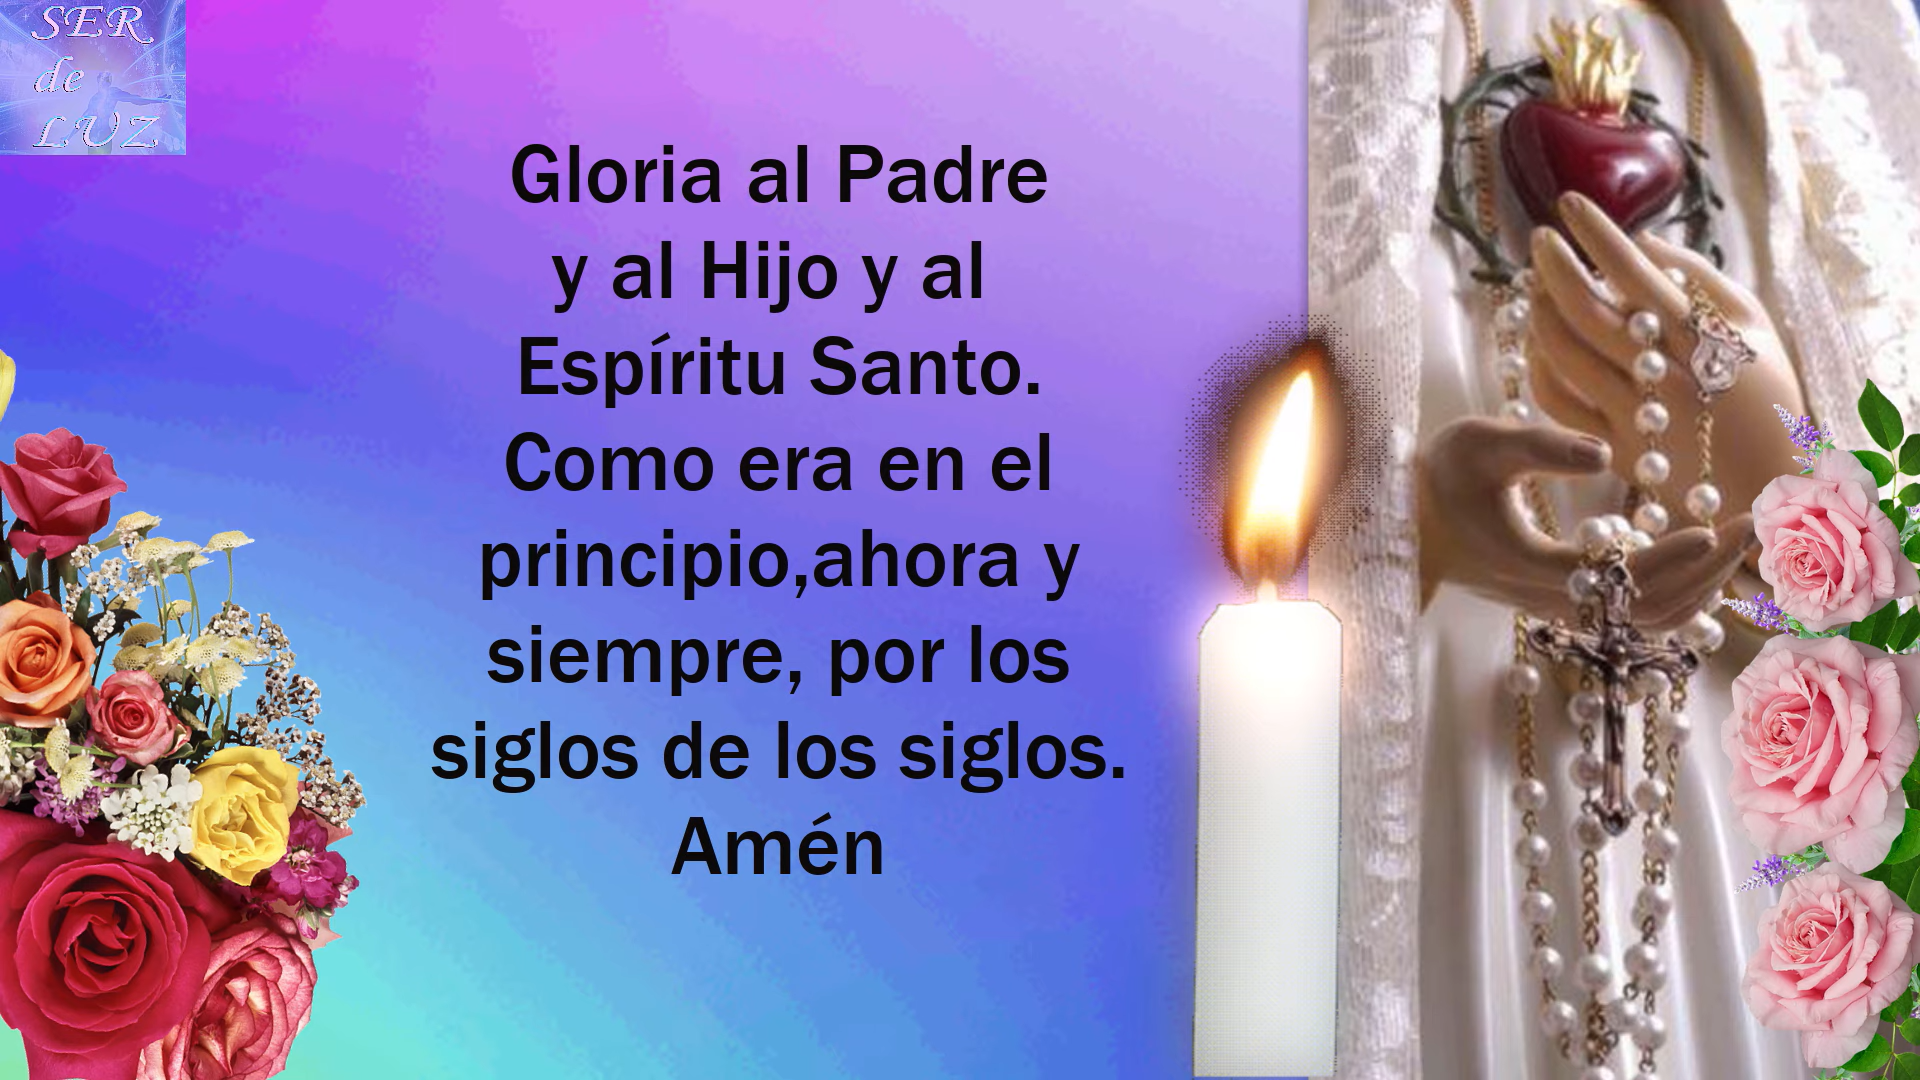 SER
de
LUZ
Gloria al Padre
y al Hijo y al
Espíritu Santo.
Como era en el
principio,ahora y
siempre, por los
siglos de los siglos.
Amén